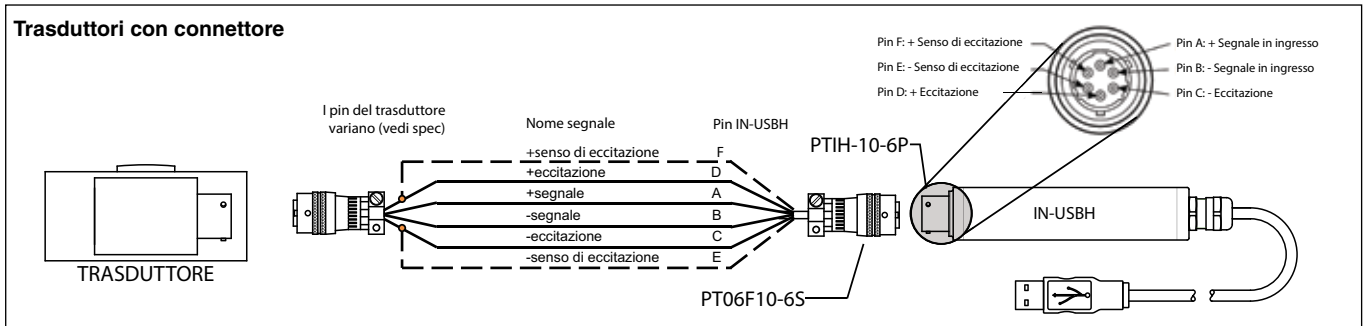 Trasduttori con connettore
Pin F: + Senso di eccitazione
Pin E: - Senso di eccitazione
Pin D: + Eccitazione
Pin A: + Segnale in ingresso
Pin B: - Segnale in ingresso
Pin C: - Eccitazione
I pin del trasduttore
variano (vedi spec)
Nome segnale
Pin IN-USBH
+senso di eccitazione F
+eccitazione D
+segnale A
-segnale B
-eccitazione C
-senso di eccitazione E
TRASDUTTORE
PTIH-10-6P
IN-USBH
PT06F10-6S